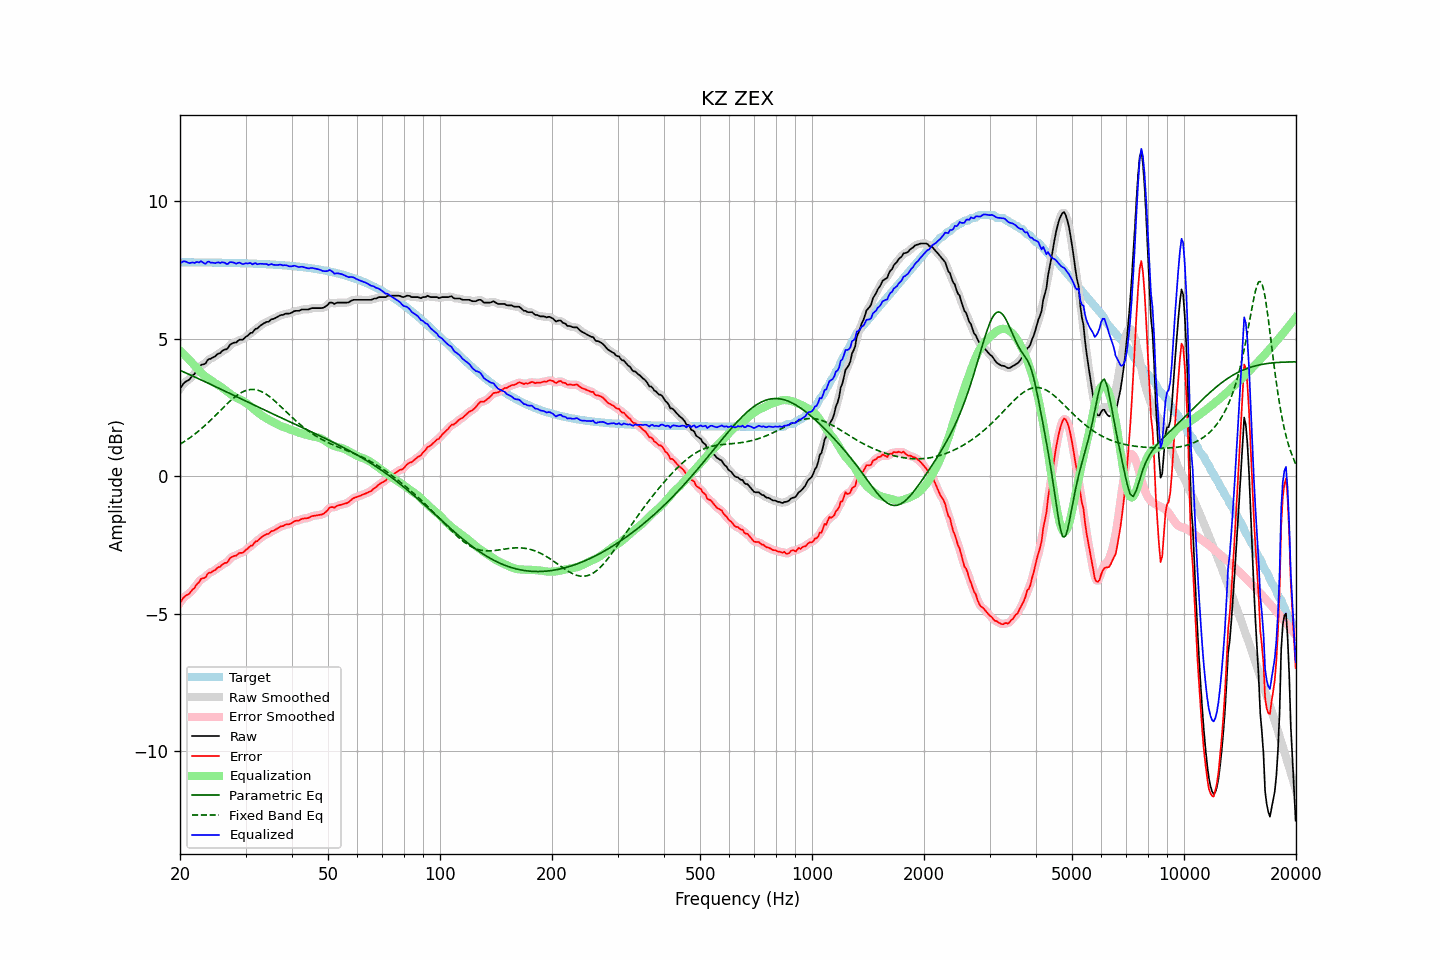 KZ ZEX
Amplitude (dBr)
10
5
0
−5
−10
Target
Raw Smoothed
Error Smoothed
Raw
Error
Equalization
Parametric Eq
Fixed Band Eq
Equalized
20 50 100 200 500 1000 2000 5000 10000 20000
Frequency (Hz)